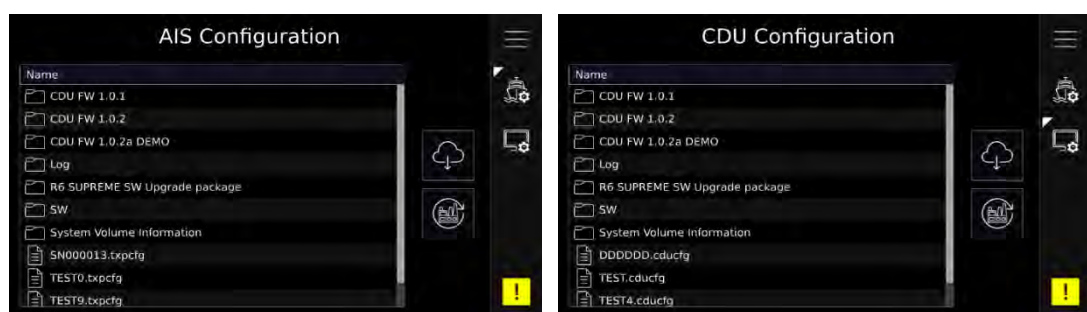 AIS Configuration
Name
CDU FW 1.0.1
CDU FW 1.0.2
CDU FW 1.0.2a DEMO
Log
R6 SUPREME SW Upgrade package
SW
System Volume Information
SN000013.txpcfg
TEST0.txpcfg
TEST9.txpcfg
!
CDU Configuration
Name
CDU FW 1.0.1
CDU FW 1.0.2
CDU FW 1.0.2a DEMO
Log
R6 SUPREME SW Upgrade package
SW
System Volume Information
DDDDDD.cducfg
TEST.cducfg
TEST4.cducfg
!